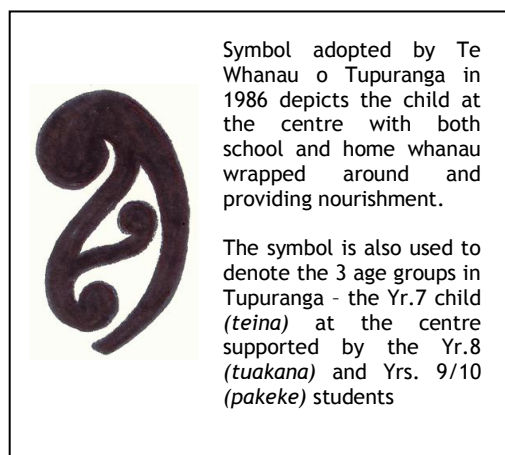 Symbol adopted by Te
Whanau o Tupuranga in
1986 depicts the child at
the centre with both
school and home whanau
wrapped around and
providing nourishment.
The symbol is also used to
denote the 3 age groups in
Tupuranga – the Yr.7 child
(teina) at the centre
supported by the Yr.8
(tuakana) and Yrs. 9/10
(pakeke) students